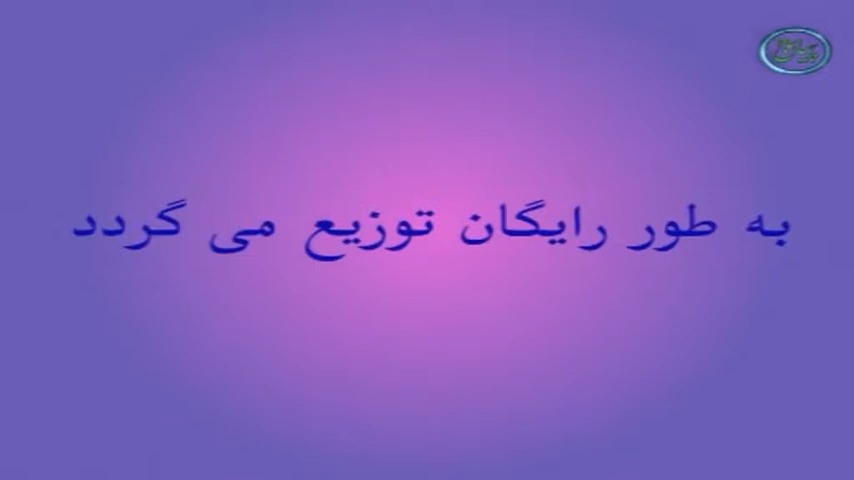 به طور رایگان توزیع می گردد